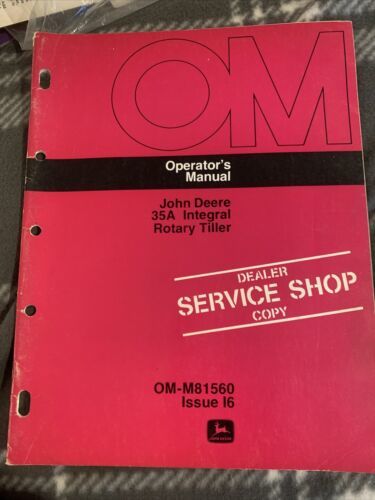 OM
Operator's
Manual
John Deere
35A Integral
Rotary Tiller
DEALER
SERVICE SHOP
COPY
OM-M81560
Issue I6
JOHN DEERE